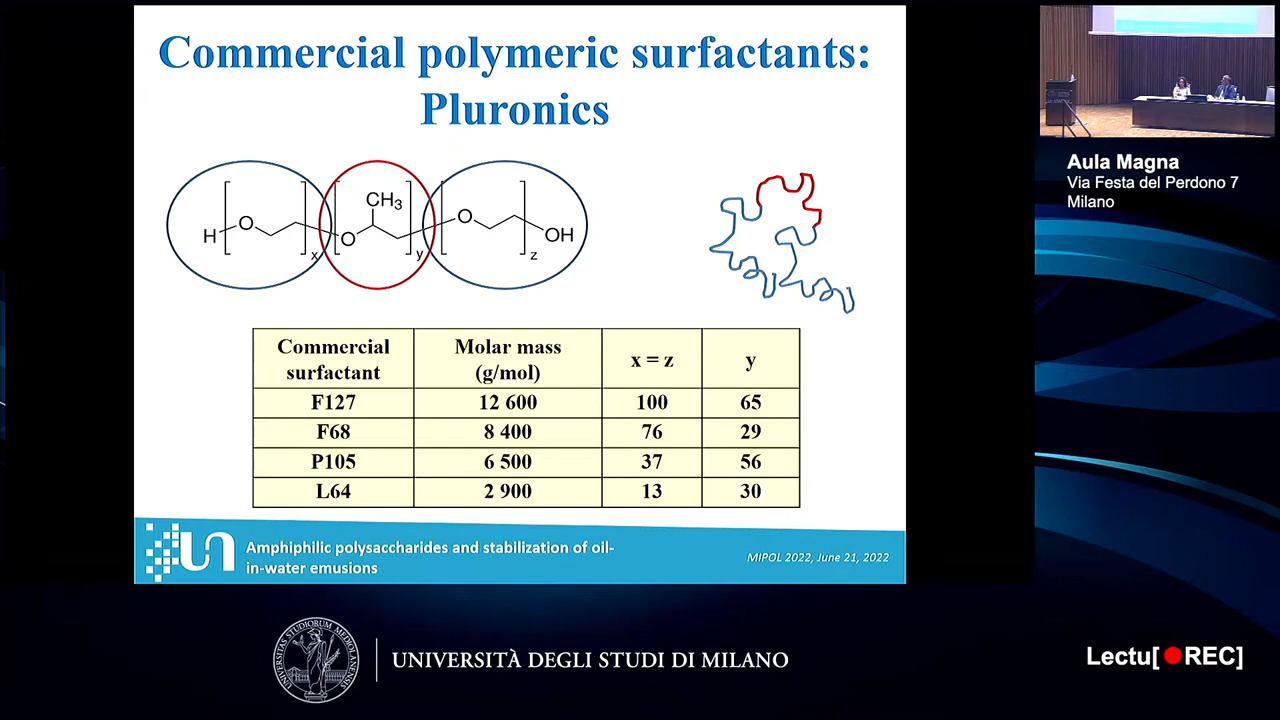 Commercial polymeric surfactants:
Pluronics
H
O
x
CH3
O
y
O
z
OH
Commercial surfactant	Molar mass (g/mol)	x = z	y
F127	12 600	100	65
F68	8 400	76	29
P105	6 500	37	56
L64	2 900	13	30
Amphiphilic polysaccharides and stabilization of oil-
in-water emusions
MIPOL 2022, June 21, 2022
Aula Magna
Via Festa del Perdono 7
Milano
UNIVERSITÀ DEGLI STUDI DI MILANO
Lectu[ REC]